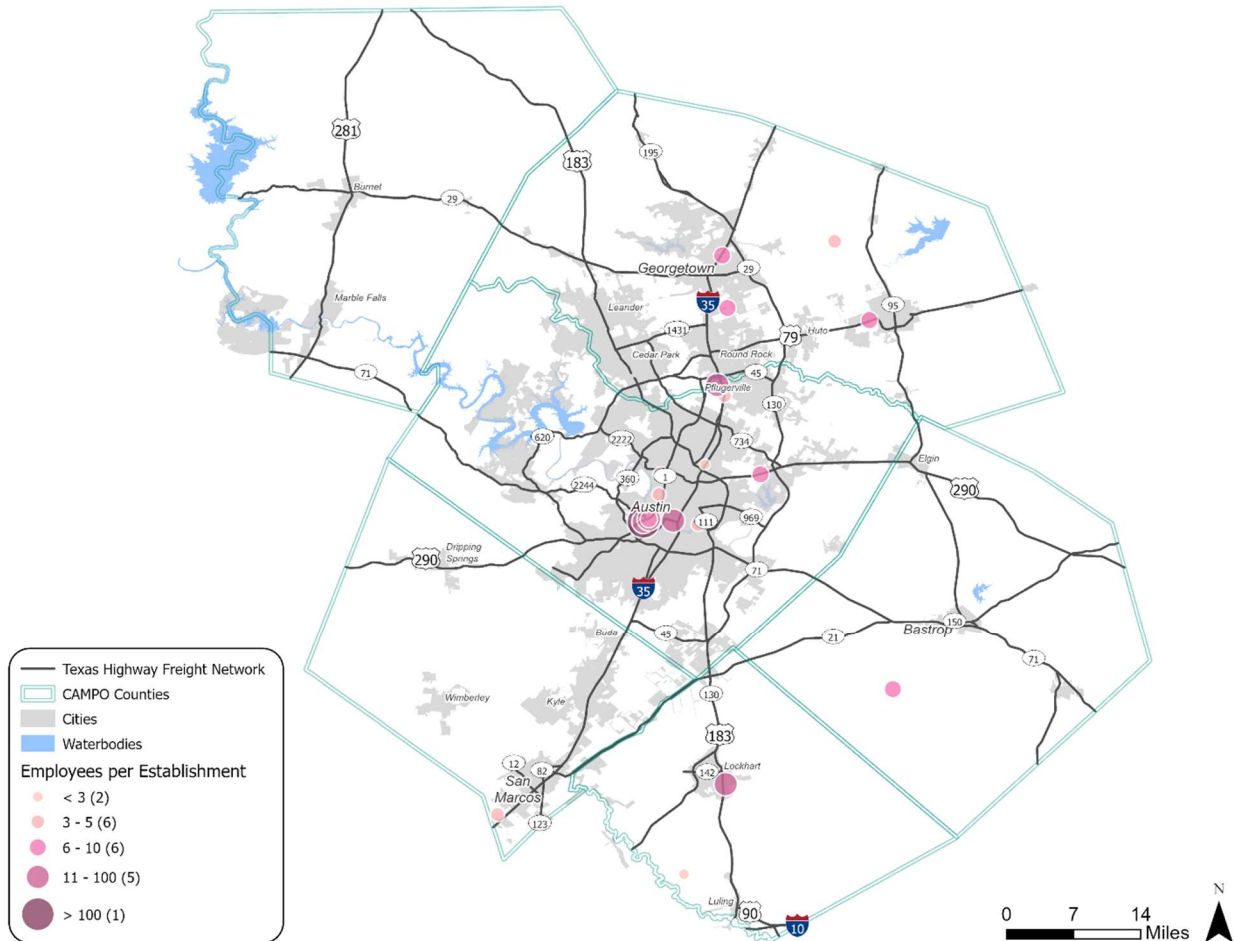 281
183
195
Burnet
29
Georgetown
29
35
95
Marble Falls
Leander
1431
79
Hutto
Cedar Park
Round Rock
71
45
Pflugerville
130
620
2222
734
360
1
Elgin
2244
290
Austin
111
969
Dripping
Springs
290
71
35
Buda
45
21
150
Bastrop
71
Wimberley
Kyle
130
183
12
82
142
Lockhart
San
Marcos
123
Luling
90
10
Texas Highway Freight Network
CAMPO Counties
Cities
Waterbodies
Employees per Establishment
< 3 (2)
3 - 5 (6)
6 - 10 (6)
11 - 100 (5)
> 100 (1)
N
0 7 14
Miles